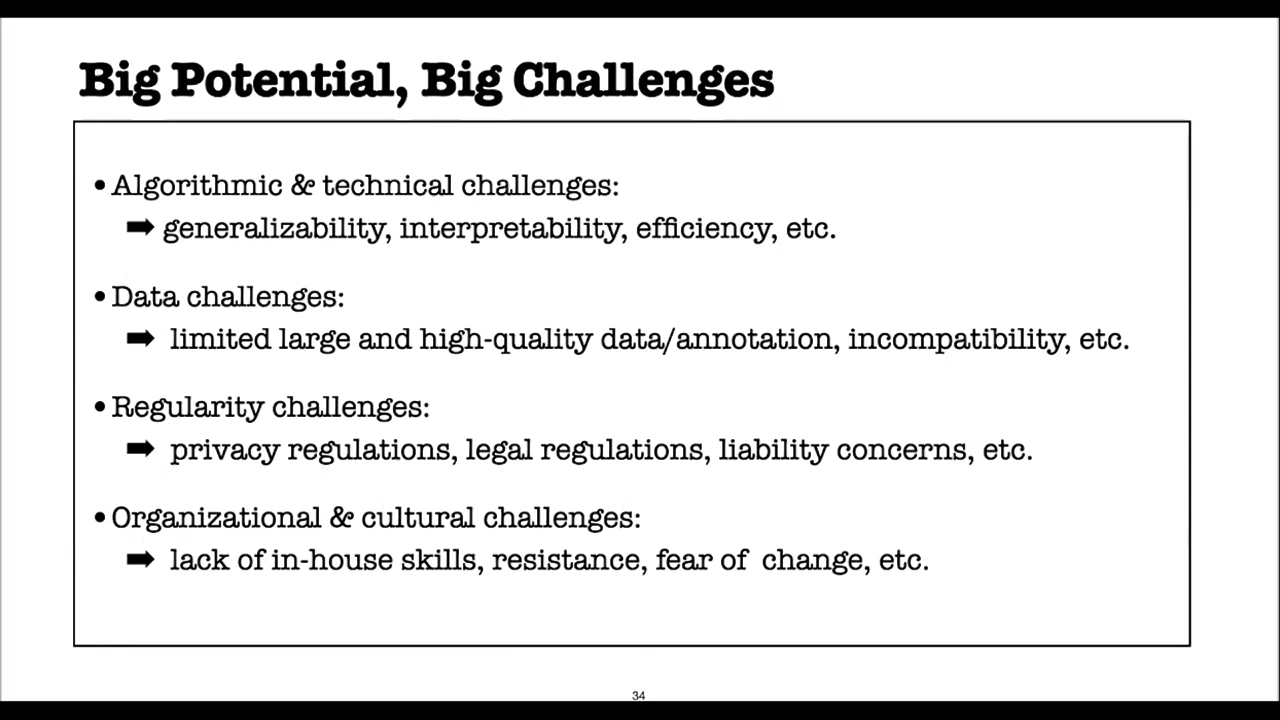 Big Potential, Big Challenges
• Algorithmic & technical challenges:
➡ generalizability, interpretability, efficiency, etc.
• Data challenges:
➡ limited large and high-quality data/annotation, incompatibility, etc.
• Regularity challenges:
➡ privacy regulations, legal regulations, liability concerns, etc.
• Organizational & cultural challenges:
➡ lack of in-house skills, resistance, fear of  change, etc.
34